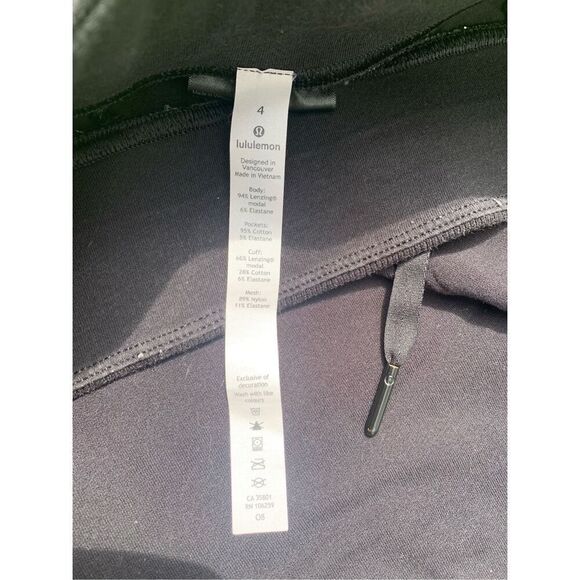 4
lululemon
Designed in
Vancouver
Made in Vietnam
Body:
94% Lenzing®
modal
6% Elastane
Pockets:
95% Cotton
5% Elastane
Cuff:
66% Lenzing®
modal
28% Cotton
6% Elastane
Mesh:
89% Nylon
11% Elastane
Exclusive of
decoration
Wash with like
colours
CA 35801
RN 106259
08